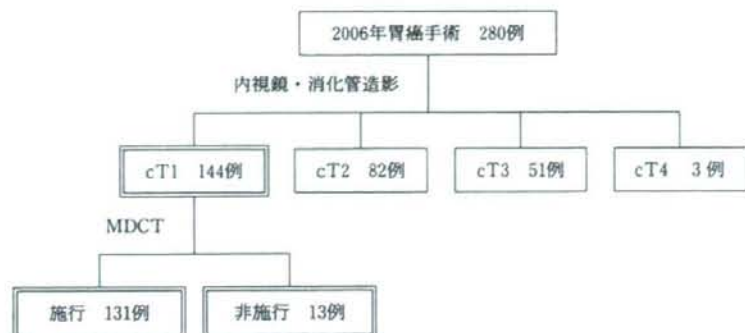 2006年胃癌手術 280例
内視鏡・消化管造影
cT1 144例
cT2 82例
cT3 51例
cT4 3例
MDCT
施行 131例
非施行 13例